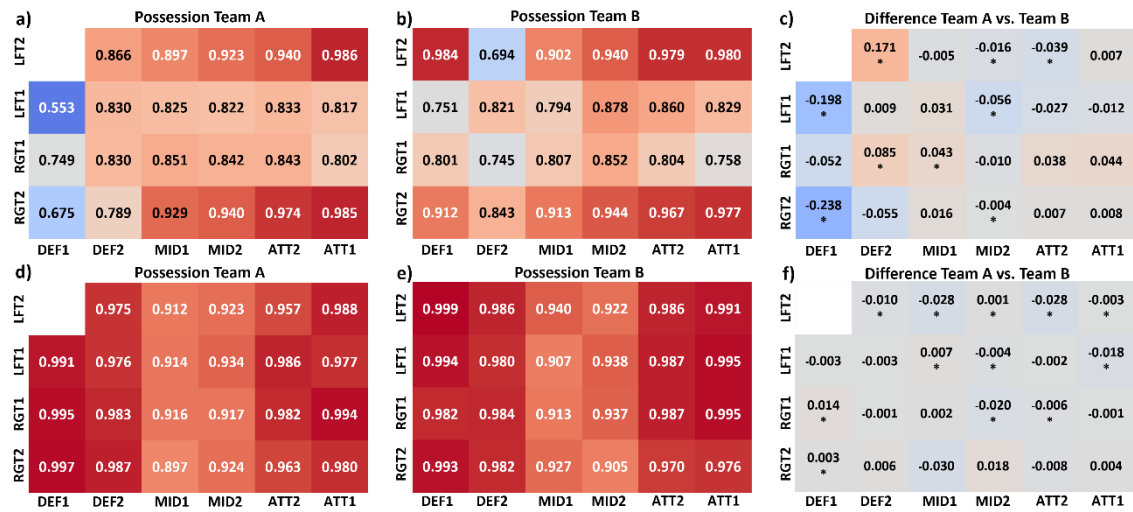 a) Possession Team A
LFT2 0.866 0.897 0.923 0.940 0.986
LFT1 0.553 0.830 0.825 0.822 0.833 0.817
RGT1 0.749 0.830 0.851 0.842 0.843 0.802
RGT2 0.675 0.789 0.929 0.940 0.974 0.985
DEF1 DEF2 MID1 MID2 ATT2 ATT1
b) Possession Team B
LFT2 0.984 0.694 0.902 0.940 0.979 0.980
LFT1 0.751 0.821 0.794 0.878 0.860 0.829
RGT1 0.801 0.745 0.807 0.852 0.804 0.758
RGT2 0.912 0.843 0.913 0.944 0.967 0.977
DEF1 DEF2 MID1 MID2 ATT2 ATT1
c) Difference Team A vs. Team B
LFT2 0.171 * -0.005 -0.016 * -0.039 * 0.007
LFT1 -0.198 * 0.009 0.031 -0.056 * -0.027 -0.012
RGT1 -0.052 0.085 * 0.043 * -0.010 0.038 0.044
RGT2 -0.238 * -0.055 0.016 -0.004 * 0.007 0.008
DEF1 DEF2 MID1 MID2 ATT2 ATT1
d) Possession Team A
LFT2 0.975 0.912 0.923 0.957 0.988
LFT1 0.991 0.976 0.914 0.934 0.986 0.977
RGT1 0.995 0.983 0.916 0.917 0.982 0.994
RGT2 0.997 0.987 0.897 0.924 0.963 0.980
DEF1 DEF2 MID1 MID2 ATT2 ATT1
e) Possession Team B
LFT2 0.999 0.986 0.940 0.922 0.986 0.991
LFT1 0.994 0.980 0.907 0.938 0.987 0.995
RGT1 0.982 0.984 0.913 0.937 0.987 0.995
RGT2 0.993 0.982 0.927 0.905 0.970 0.976
DEF1 DEF2 MID1 MID2 ATT2 ATT1
f) Difference Team A vs. Team B
LFT2 -0.010 * -0.028 * 0.001 * -0.028 * -0.003 *
LFT1 -0.003 -0.003 0.007 * -0.004 * -0.002 -0.018 *
RGT1 0.014 * -0.001 0.002 -0.020 * -0.006 * -0.001
RGT2 0.003 * 0.006 -0.030 0.018 -0.008 0.004
DEF1 DEF2 MID1 MID2 ATT2 ATT1